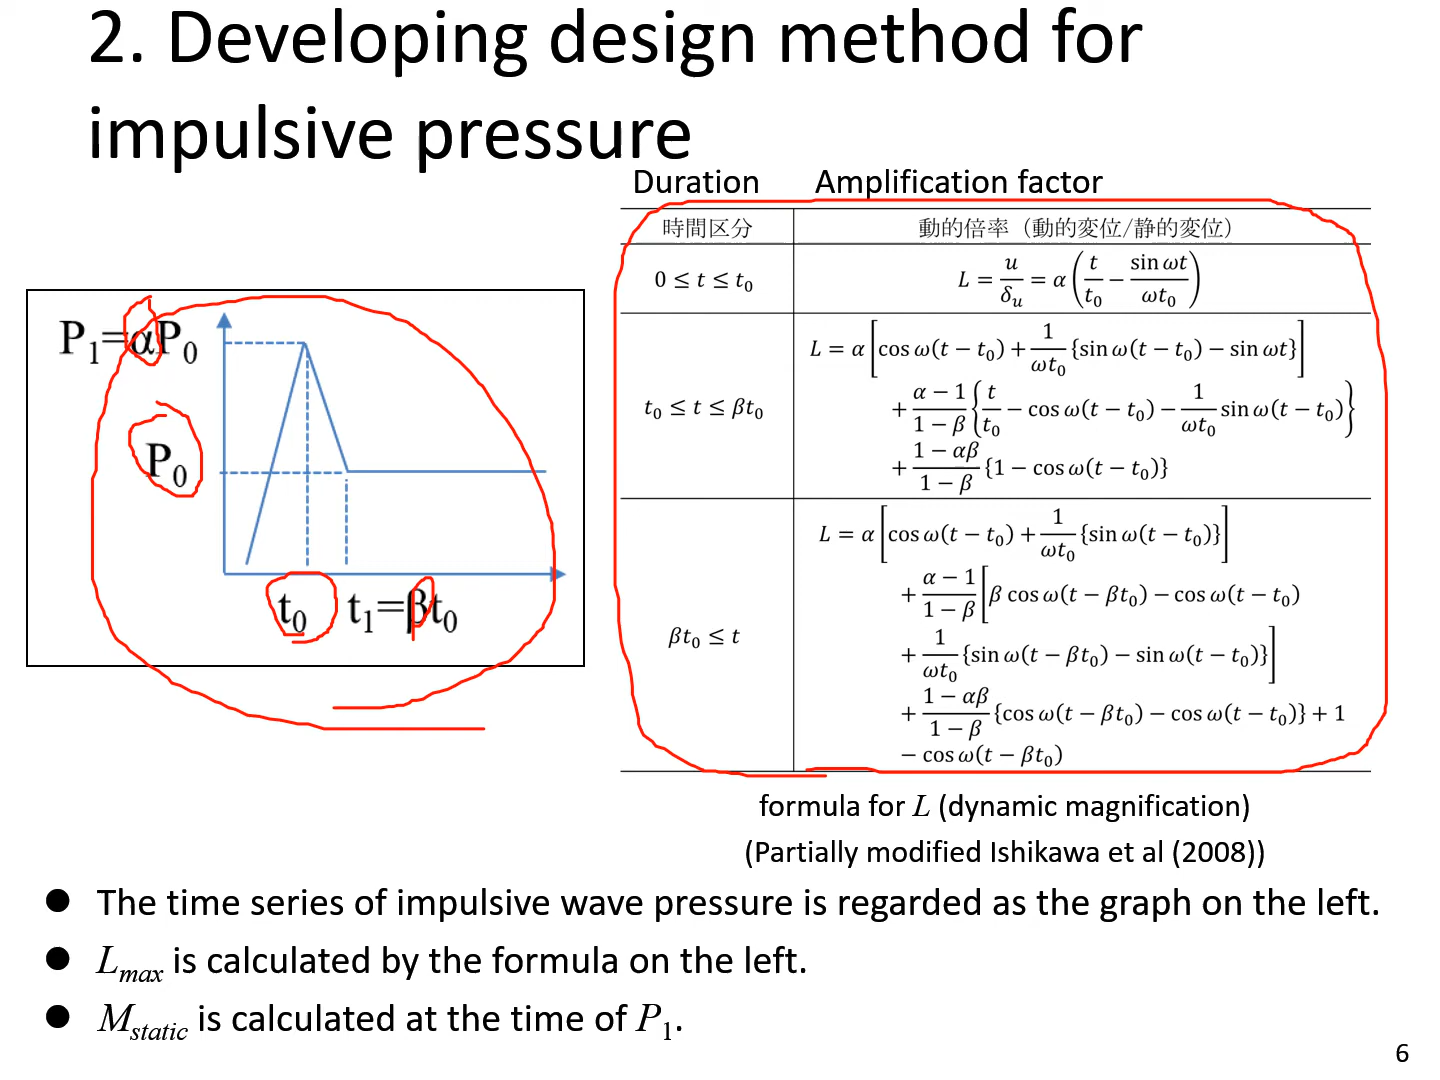 2. Developing design method for
impulsive pressure
Duration
Amplification factor
P₁=αP₀
P₀
t₀
t₁=βt₀
時間区分
動的倍率（動的変位/静的変位）
0 ≤ t ≤ t₀
L = u/δᵤ = α(t/t₀ − sin ωt/ωt₀)
t₀ ≤ t ≤ βt₀
L = α[cos ω(t − t₀) + 1/ωt₀ {sin ω(t − t₀) − sin ωt}]
+ α − 1/1 − β {t/t₀ − cos ω(t − t₀) − 1/ωt₀ sin ω(t − t₀)}
+ 1 − αβ/1 − β {1 − cos ω(t − t₀)}
βt₀ ≤ t
L = α[cos ω(t − t₀) + 1/ωt₀ {sin ω(t − t₀)}]
+ α − 1/1 − β [β cos ω(t − βt₀) − cos ω(t − t₀)
+ 1/ωt₀ {sin ω(t − βt₀) − sin ω(t − t₀)}]
+ 1 − αβ/1 − β {cos ω(t − βt₀) − cos ω(t − t₀)} + 1
− cos ω(t − βt₀)
formula for L (dynamic magnification)
(Partially modified Ishikawa et al (2008))
● The time series of impulsive wave pressure is regarded as the graph on the left.
● Lmax is calculated by the formula on the left.
● Mstatic is calculated at the time of P₁.
6